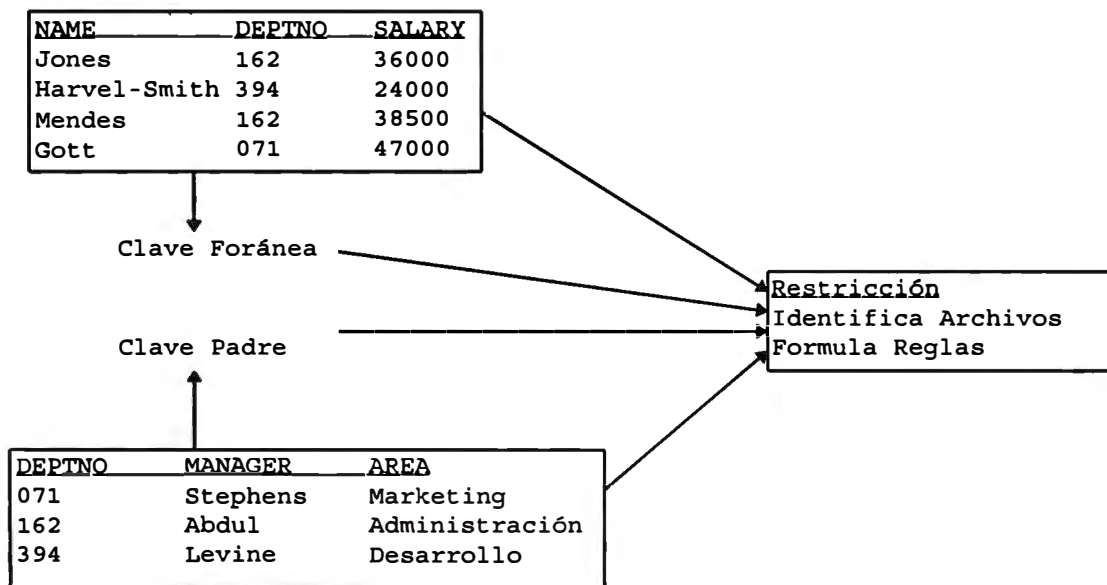 NAME DEPTNO SALARY
Jones 162 36000
Harvel-Smith 394 24000
Mendes 162 38500
Gott 071 47000
Clave Foránea
Restricción
Identifica Archivos
Formula Reglas
Clave Padre
DEPTNO MANAGER AREA
071 Stephens Marketing
162 Abdul Administración
394 Levine Desarrollo